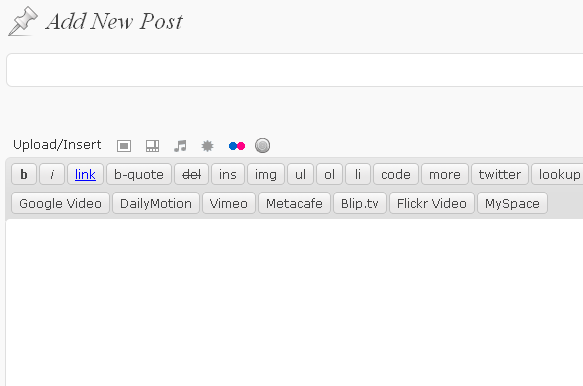 Add New Post
Upload/Insert
b i link b-quote del ins img ul ol li code more twitter lookup
Google Video DailyMotion Vimeo Metacafe Blip.tv Flickr Video MySpace